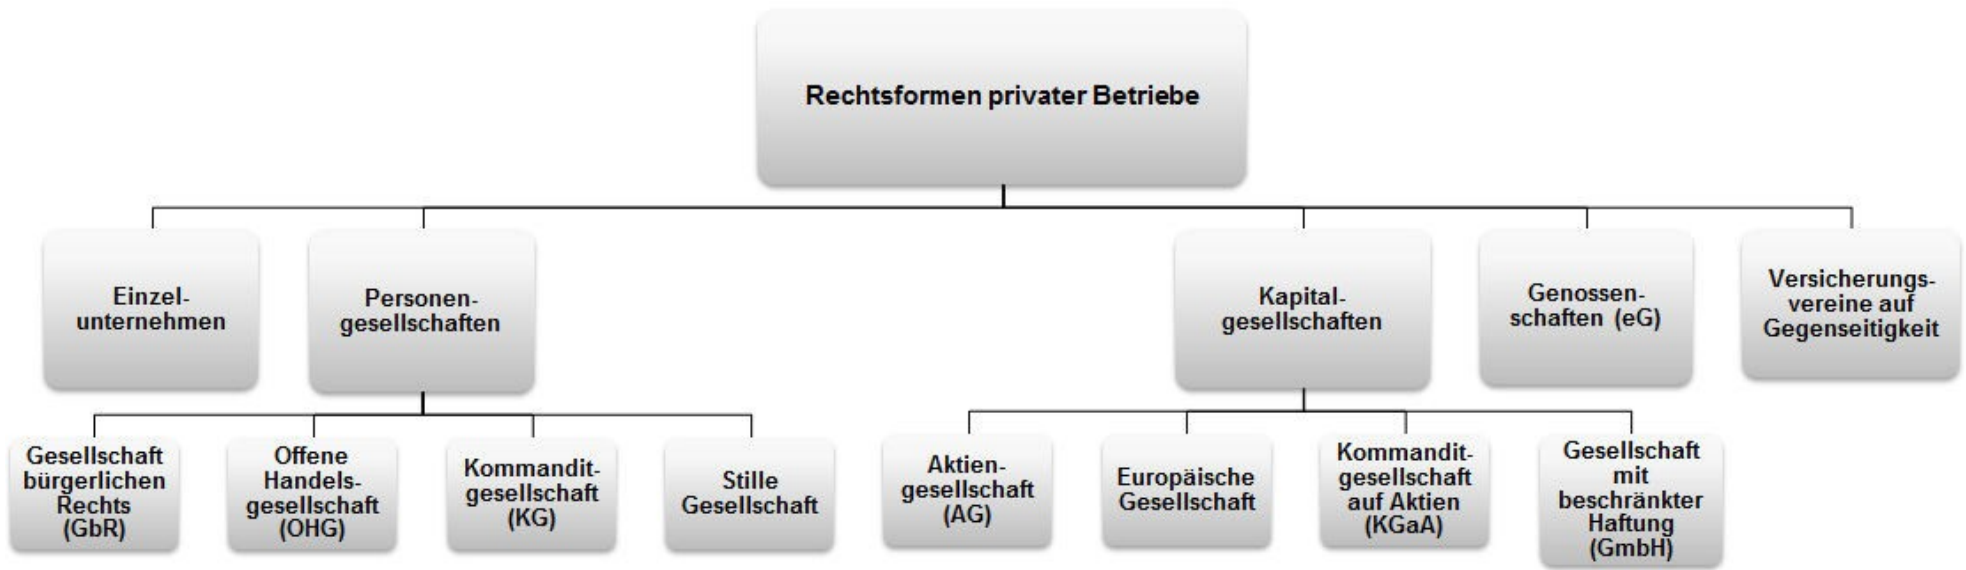 Rechtsformen privater Betriebe
Einzel-
unternehmen
Personen-
gesellschaften
Kapital-
gesellschaften
Genossen-
schaften (eG)
Versicherungs-
vereine auf
Gegenseitigkeit
Gesellschaft
bürgerlichen
Rechts
(GbR)
Offene
Handels-
gesellschaft
(OHG)
Kommandit-
gesellschaft
(KG)
Stille
Gesellschaft
Aktien-
gesellschaft
(AG)
Europäische
Gesellschaft
Kommandit-
gesellschaft
auf Aktien
(KGaA)
Gesellschaft
mit
beschränkter
Haftung
(GmbH)